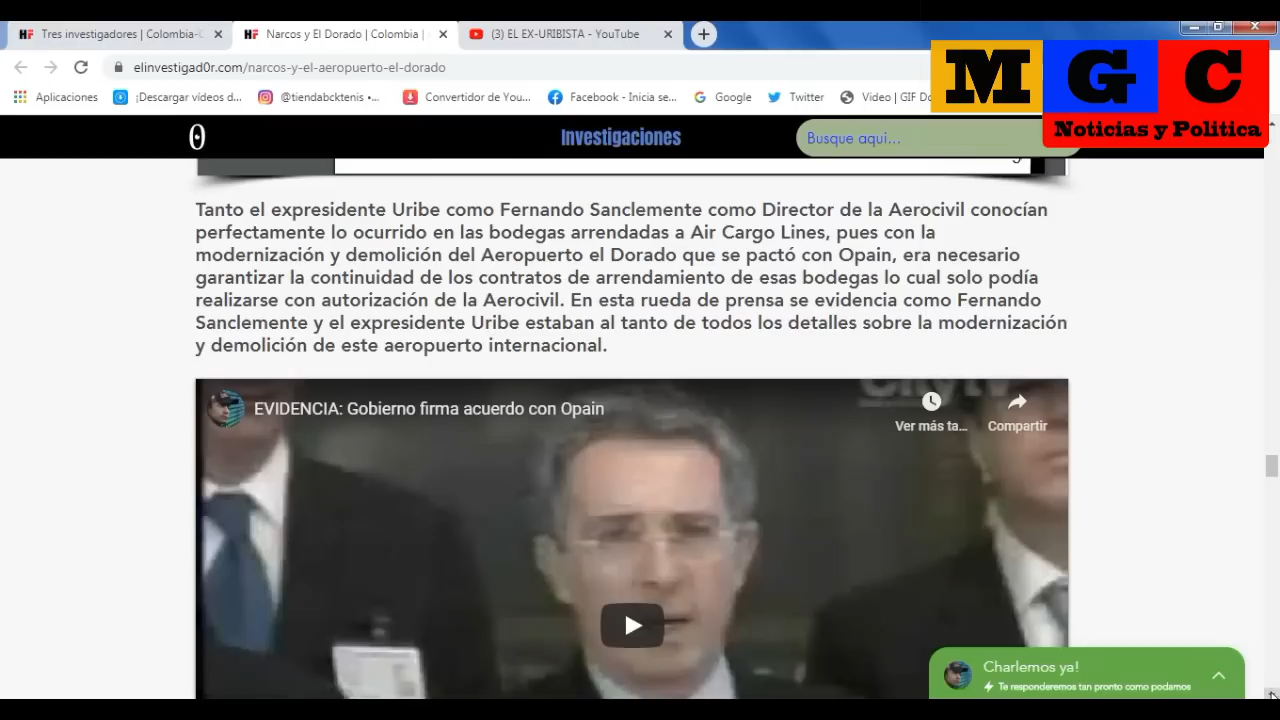 Tres investigadores | Colombia-
Narcos y El Dorado | Colombia |
-URIBISTA - YouTube
elinvestigad0r.com/narcos-y-el-aeropuerto-el-dorado
Aplicaciones
¡Descargar vídeos d...
@tiendabcktenis •...
Convertidor de You...
Facebook - Inicia se...
Google
Twitter
Video | GIF
M G C
Noticias y Politica
Investigaciones
Busque aqui...
Tanto el expresidente Uribe como Fernando Sanclemente como Director de la Aerocivil conocían
perfectamente lo ocurrido en las bodegas arrendadas a Air Cargo Lines, pues con la
modernización y demolición del Aeropuerto el Dorado que se pactó con Opain, era necesario
garantizar la continuidad de los contratos de arrendamiento de esas bodegas lo cual solo podía
realizarse con autorización de la Aerocivil. En esta rueda de prensa se evidencia como Fernando
Sanclemente y el expresidente Uribe estaban al tanto de todos los detalles sobre la modernización
y demolición de este aeropuerto internacional.
EVIDENCIA: Gobierno firma acuerdo con Opain
Ver más ta...
Compartir
Charlemos ya!
Te responderemos tan pronto como podamos